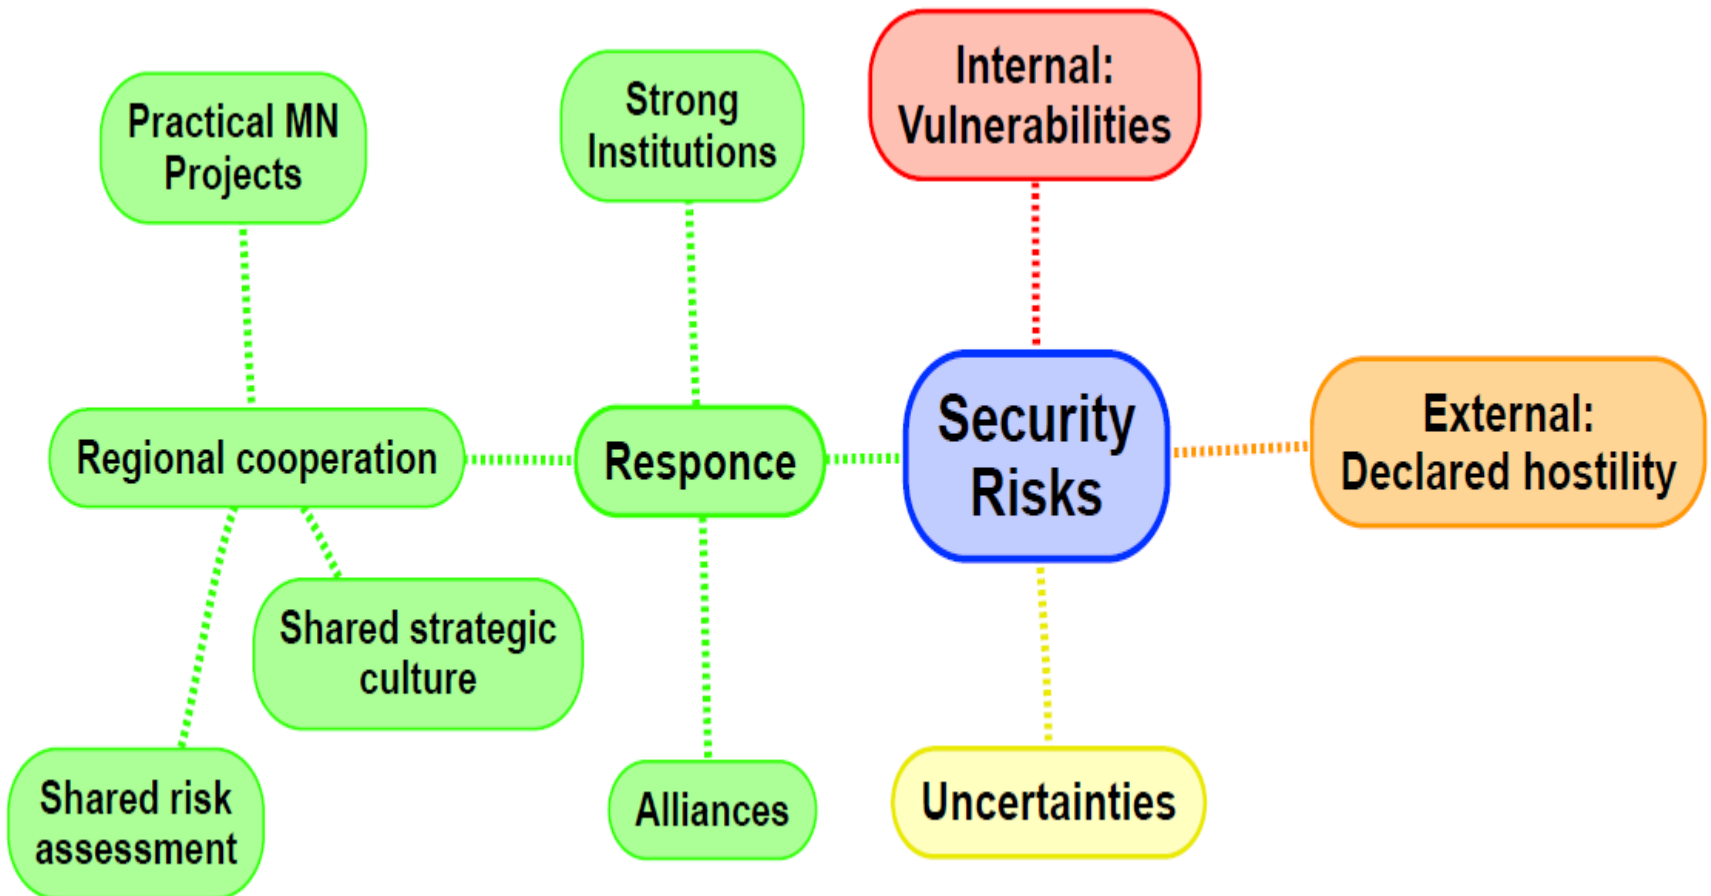 Practical MN
Projects
Strong
Institutions
Internal:
Vulnerabilities
Regional cooperation
Responce
Security
Risks
External:
Declared hostility
Shared strategic
culture
Shared risk
assessment
Alliances
Uncertainties